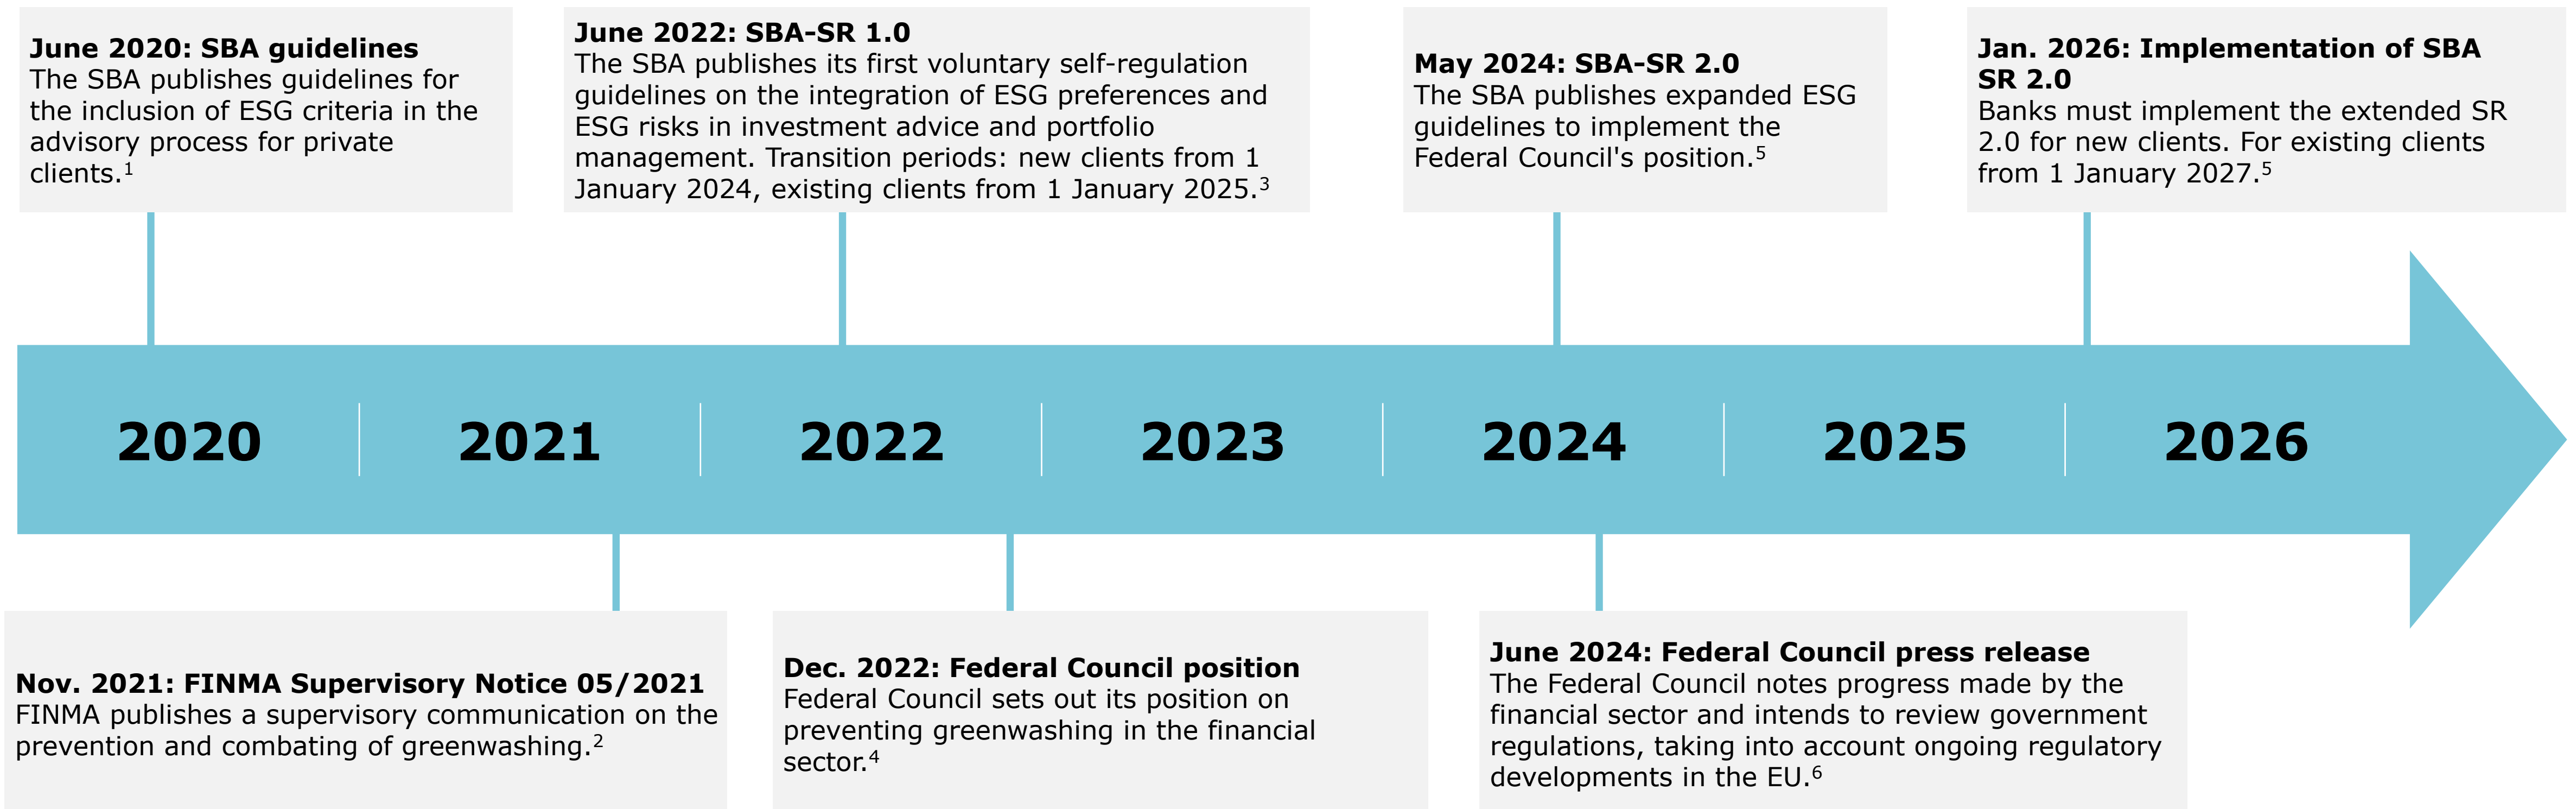 June 2020: SBA guidelines
The SBA publishes guidelines for
the inclusion of ESG criteria in the
advisory process for private
clients.¹
June 2022: SBA-SR 1.0
The SBA publishes its first voluntary self-regulation
guidelines on the integration of ESG preferences and
ESG risks in investment advice and portfolio
management. Transition periods: new clients from 1
January 2024, existing clients from 1 January 2025.³
May 2024: SBA-SR 2.0
The SBA publishes expanded ESG
guidelines to implement the
Federal Council's position.⁵
Jan. 2026: Implementation of SBA
SR 2.0
Banks must implement the extended SR
2.0 for new clients. For existing clients
from 1 January 2027.⁵
2020
2021
2022
2023
2024
2025
2026
Nov. 2021: FINMA Supervisory Notice 05/2021
FINMA publishes a supervisory communication on the
prevention and combating of greenwashing.²
Dec. 2022: Federal Council position
Federal Council sets out its position on
preventing greenwashing in the financial
sector.⁴
June 2024: Federal Council press release
The Federal Council notes progress made by the
financial sector and intends to review government
regulations, taking into account ongoing regulatory
developments in the EU.⁶